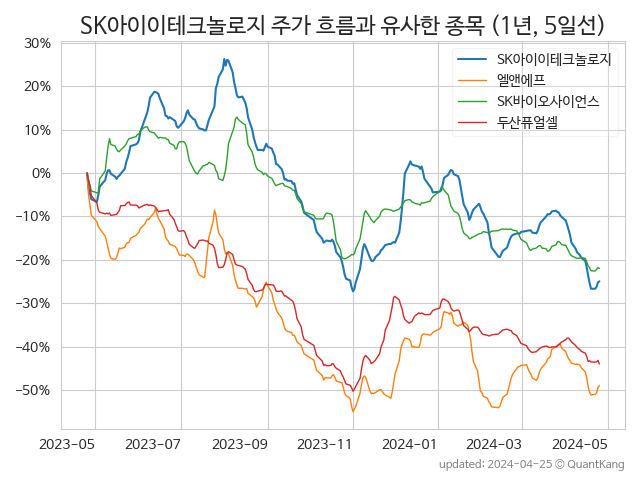 SK아이이테크놀로지 주가 흐름과 유사한 종목 (1년, 5일선)
SK아이이테크놀로지
엘앤에프
SK바이오사이언스
두산퓨얼셀
30%
20%
10%
0%
−10%
−20%
−30%
−40%
−50%
2023-05
2023-07
2023-09
2023-11
2024-01
2024-03
2024-05
updated: 2024-04-25 © QuantKang